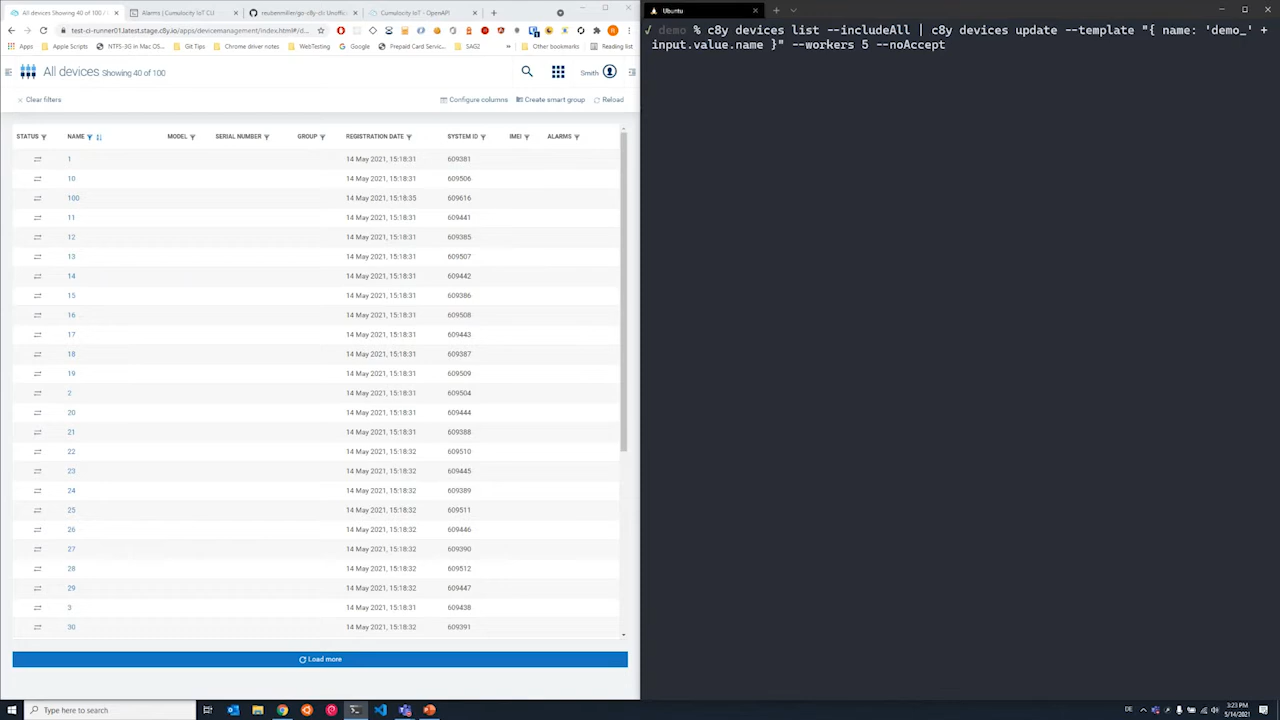 All devices Showing 40 of 100 /
Alarms | Cumulocity IoT CLI
reubenmiller/go-c8y-cli: Unoffic
Cumulocity IoT - OpenAPI
test-ci-runner01.latest.stage.c8y.io/apps/devicemanagement/index.html#/d...
Apps
Apple Scripts
NTFS-3G in Mac OS...
Git Tips
Chrome driver notes
WebTesting
Google
Prepaid Card Service...
SAG2
»
Other bookmarks
Reading list
All devices Showing 40 of 100
Smith
Clear filters
Configure columns
Create smart group
Reload
STATUS NAME MODEL SERIAL NUMBER GROUP REGISTRATION DATE SYSTEM ID IMEI ALARMS
1 14 May 2021, 15:18:31 609381
10 14 May 2021, 15:18:31 609506
100 14 May 2021, 15:18:35 609616
11 14 May 2021, 15:18:31 609441
12 14 May 2021, 15:18:31 609385
13 14 May 2021, 15:18:31 609507
14 14 May 2021, 15:18:31 609442
15 14 May 2021, 15:18:31 609386
16 14 May 2021, 15:18:31 609508
17 14 May 2021, 15:18:31 609443
18 14 May 2021, 15:18:31 609387
19 14 May 2021, 15:18:31 609509
2 14 May 2021, 15:18:31 609504
20 14 May 2021, 15:18:31 609444
21 14 May 2021, 15:18:31 609388
22 14 May 2021, 15:18:32 609510
23 14 May 2021, 15:18:32 609445
24 14 May 2021, 15:18:32 609389
25 14 May 2021, 15:18:32 609511
26 14 May 2021, 15:18:32 609446
27 14 May 2021, 15:18:32 609390
28 14 May 2021, 15:18:32 609512
29 14 May 2021, 15:18:32 609447
3 14 May 2021, 15:18:31 609438
30 14 May 2021, 15:18:32 609391
Load more
Ubuntu
✓ demo % c8y devices list --includeAll | c8y devices update --template "{ name: 'demo_'
input.value.name }" --workers 5 --noAccept
Type here to search
DE
3:23 PM
5/14/2021